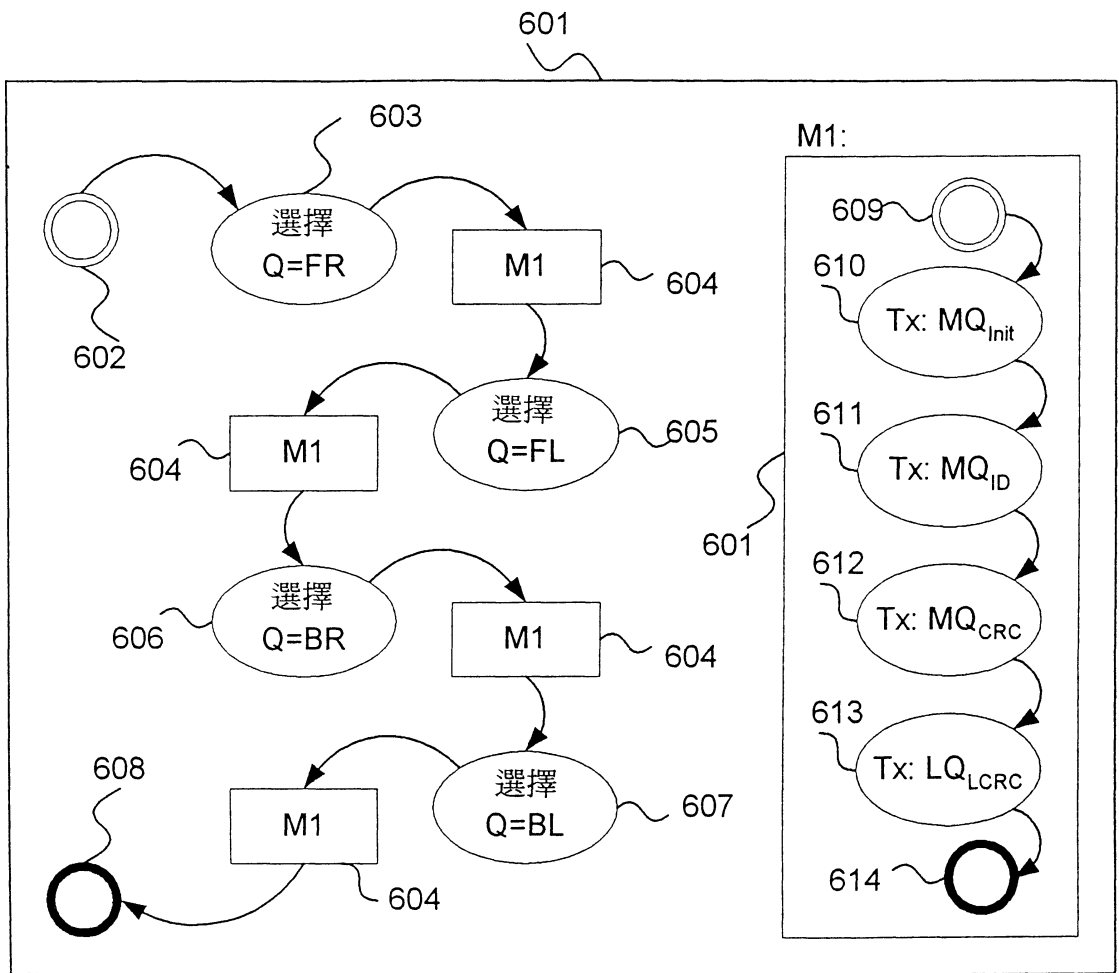 601
603
選擇
Q=FR
M1
604
602
選擇
Q=FL
605
M1
604
選擇
Q=BR
606
M1
604
選擇
Q=BL
607
608
M1
604
M1:
609
610
Tx: MQInit
611
Tx: MQID
601
612
Tx: MQCRC
613
Tx: LQLCRC
614